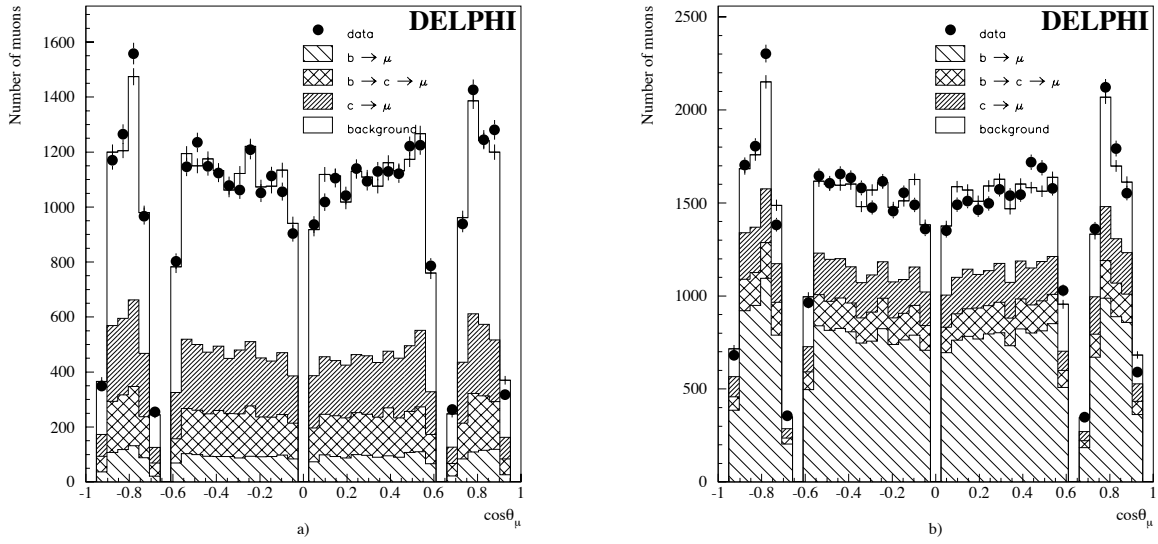 DELPHI
Number of muons
data
b → μ
b → c → μ
c → μ
background
1600
1400
1200
1000
800
600
400
200
0
-1 -0.8 -0.6 -0.4 -0.2 0 0.2 0.4 0.6 0.8 1
cosθμ
a)
DELPHI
Number of muons
data
b → μ
b → c → μ
c → μ
background
2500
2000
1500
1000
500
0
-1 -0.8 -0.6 -0.4 -0.2 0 0.2 0.4 0.6 0.8 1
cosθμ
b)